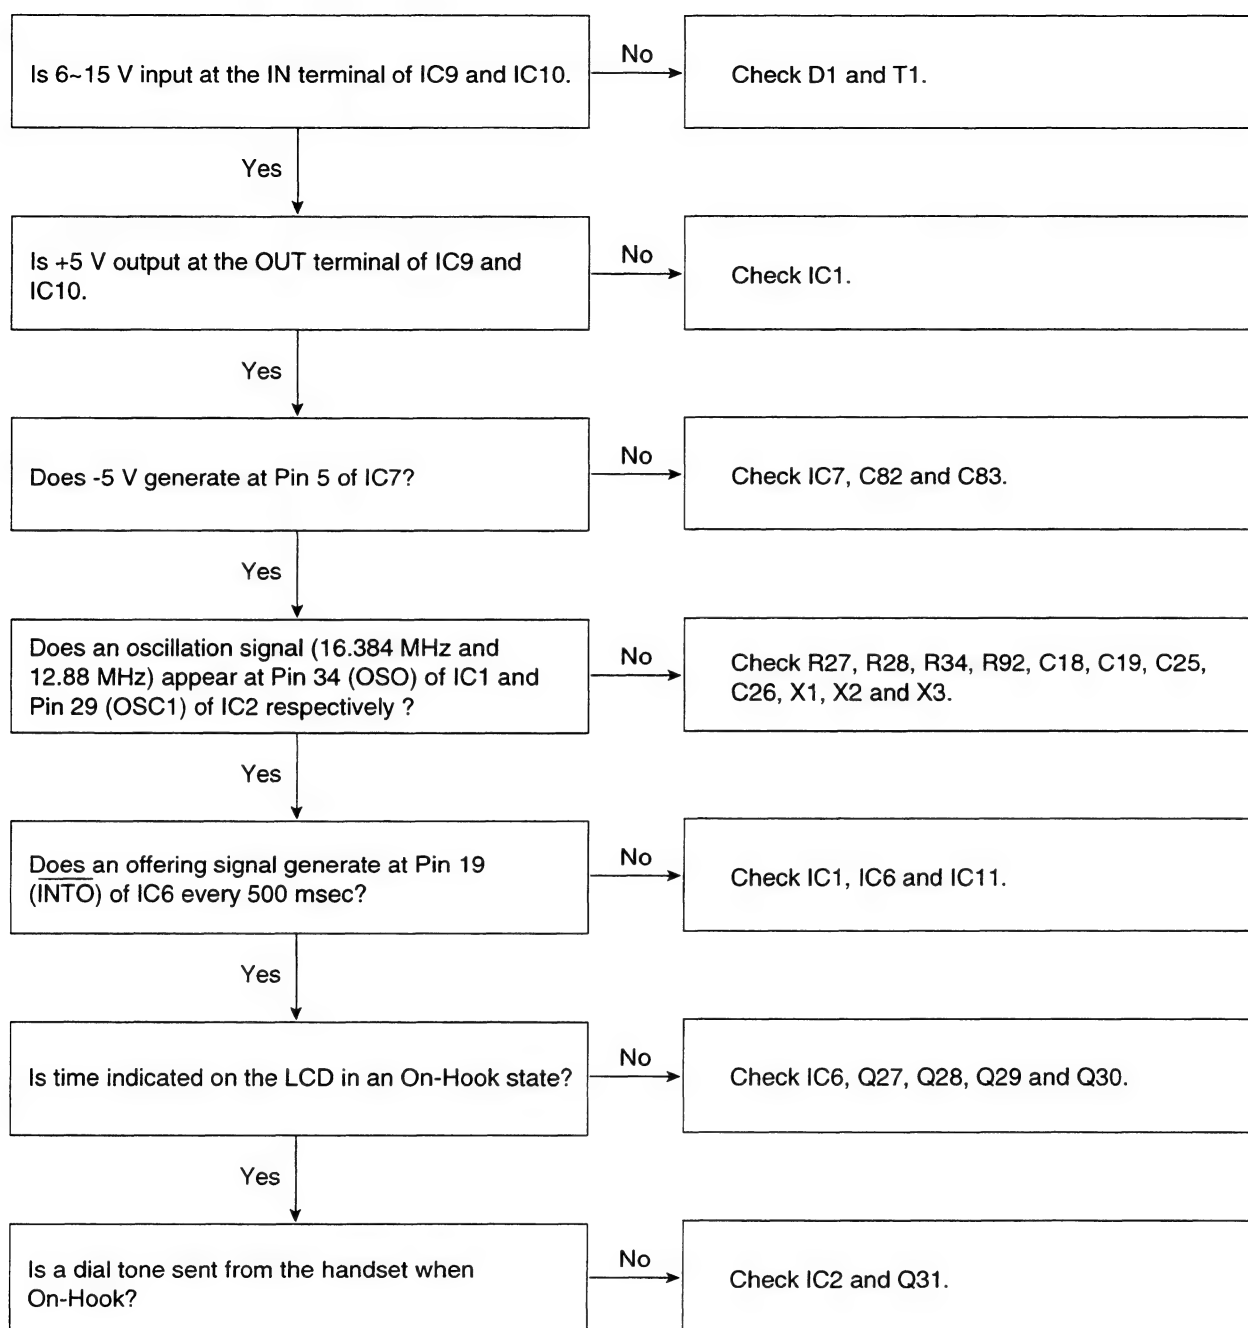 Is 6~15 V input at the IN terminal of IC9 and IC10.
No
Check D1 and T1.
Yes
Is +5 V output at the OUT terminal of IC9 and
IC10.
No
Check IC1.
Yes
Does -5 V generate at Pin 5 of IC7?
No
Check IC7, C82 and C83.
Yes
Does an oscillation signal (16.384 MHz and
12.88 MHz) appear at Pin 34 (OSO) of IC1 and
Pin 29 (OSC1) of IC2 respectively ?
No
Check R27, R28, R34, R92, C18, C19, C25,
C26, X1, X2 and X3.
Yes
Does an offering signal generate at Pin 19
(INTO) of IC6 every 500 msec?
No
Check IC1, IC6 and IC11.
Yes
Is time indicated on the LCD in an On-Hook state?
No
Check IC6, Q27, Q28, Q29 and Q30.
Yes
Is a dial tone sent from the handset when
On-Hook?
No
Check IC2 and Q31.